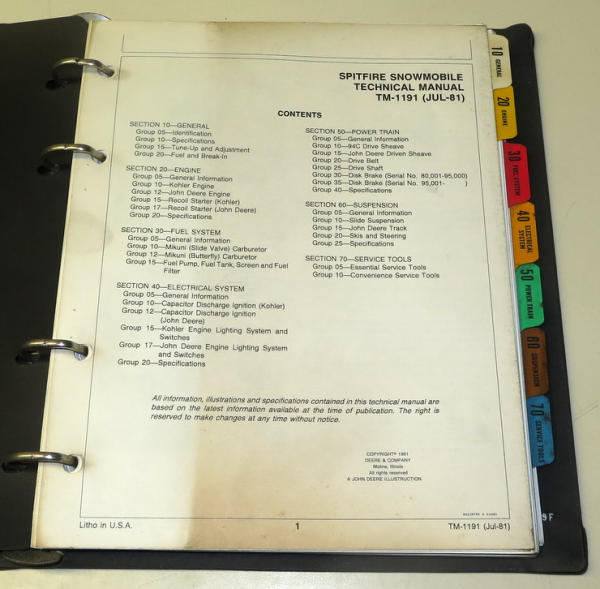 SPITFIRE SNOWMOBILE
TECHNICAL MANUAL
TM-1191 (JUL-81)
CONTENTS
SECTION 10—GENERAL
Group 05—Identification
Group 10—Specifications
Group 15—Tune-Up and Adjustment
Group 20—Fuel and Break-In
SECTION 20—ENGINE
Group 05—General Information
Group 10—Kohler Engine
Group 12—John Deere Engine
Group 15—Recoil Starter (Kohler)
Group 17—Recoil Starter (John Deere)
Group 20—Specifications
SECTION 30—FUEL SYSTEM
Group 05—General Information
Group 10—Mikuni (Slide Valve) Carburetor
Group 12—Mikuni (Butterfly) Carburetor
Group 15—Fuel Pump, Fuel Tank, Screen and Fuel
Filter
SECTION 40—ELECTRICAL SYSTEM
Group 05—General Information
Group 10—Capacitor Discharge Ignition (Kohler)
Group 12—Capacitor Discharge Ignition
(John Deere)
Group 15—Kohler Engine Lighting System and
Switches
Group 17—John Deere Engine Lighting System
and Switches
Group 20—Specifications
SECTION 50—POWER TRAIN
Group 05—General Information
Group 10—94C Drive Sheave
Group 15—John Deere Driven Sheave
Group 20—Drive Belt
Group 25—Drive Shaft
Group 30—Disk Brake (Serial No. 80,001-95,000)
Group 35—Disk Brake (Serial No. 95,001- )
Group 40—Specifications
SECTION 60—SUSPENSION
Group 05—General Information
Group 10—Slide Suspension
Group 15—John Deere Track
Group 20—Skis and Steering
Group 25—Specifications
SECTION 70—SERVICE TOOLS
Group 05—Essential Service Tools
Group 10—Convenience Service Tools
All information, illustrations and specifications contained in this technical manual are
based on the latest information available at the time of publication. The right is
reserved to make changes at any time without notice.
COPYRIGHT© 1981
DEERE & COMPANY
Moline, Illinois
All rights reserved
® JOHN DEERE ILLUSTRUCTION
Litho in U.S.A.
1
TM-1191 (Jul-81)
10 GENERAL
20 ENGINE
30 FUEL SYSTEM
40 ELECTRICAL
SYSTEM
50 POWER TRAIN
60 SUSPENSION
70 SERVICE TOOLS
9F